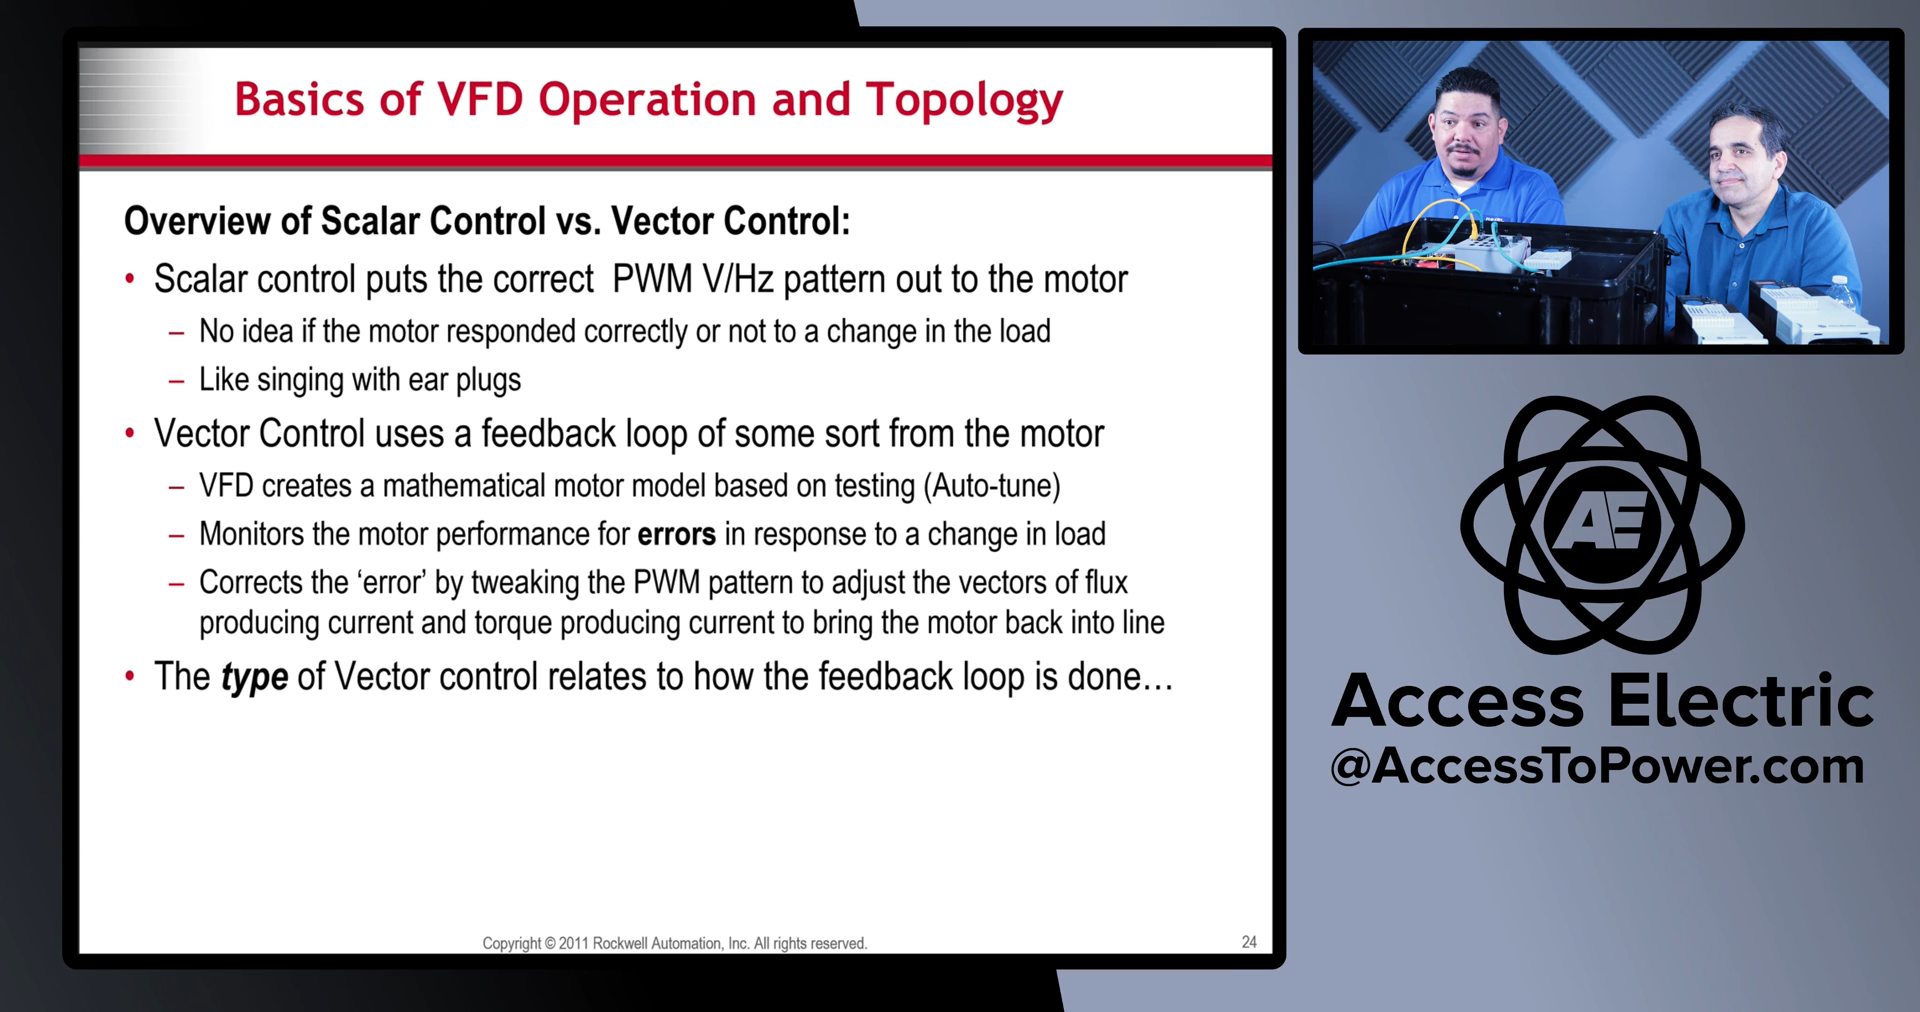 Basics of VFD Operation and Topology
Overview of Scalar Control vs. Vector Control:
• Scalar control puts the correct PWM V/Hz pattern out to the motor
– No idea if the motor responded correctly or not to a change in the load
– Like singing with ear plugs
• Vector Control uses a feedback loop of some sort from the motor
– VFD creates a mathematical motor model based on testing (Auto-tune)
– Monitors the motor performance for errors in response to a change in load
– Corrects the ‘error’ by tweaking the PWM pattern to adjust the vectors of flux
producing current and torque producing current to bring the motor back into line
• The type of Vector control relates to how the feedback loop is done…
Copyright © 2011 Rockwell Automation, Inc. All rights reserved.
24
AE
Access Electric
@AccessToPower.com